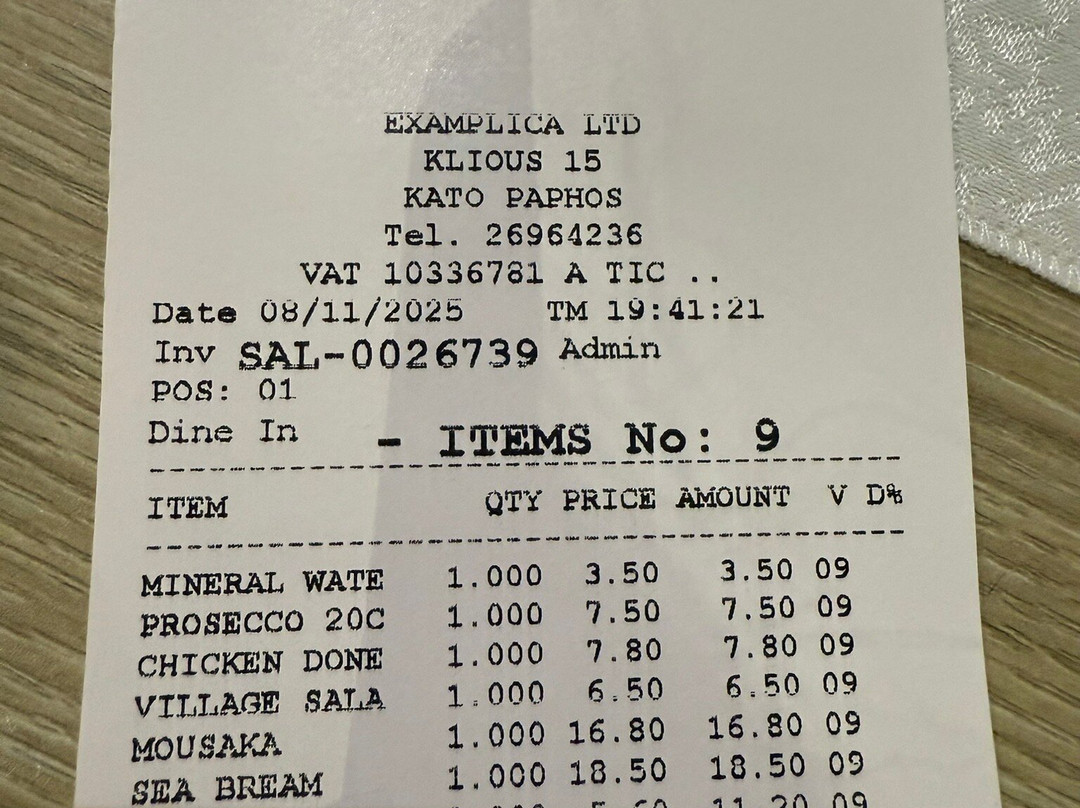 EXAMPLICA LTD
KLIOUS 15
KATO PAPHOS
Tel. 26964236
VAT 10336781 A TIC ..
Date 08/11/2025 TM 19:41:21
Inv SAL-0026739 Admin
POS: 01
Dine In - ITEMS No: 9
ITEM QTY PRICE AMOUNT V D%
MINERAL WATE 1.000 3.50 3.50 09
PROSECCO 20C 1.000 7.50 7.50 09
CHICKEN DONE 1.000 7.80 7.80 09
VILLAGE SALA 1.000 6.50 6.50 09
MOUSAKA 1.000 16.80 16.80 09
SEA BREAM 1.000 18.50 18.50 09
11.20 09